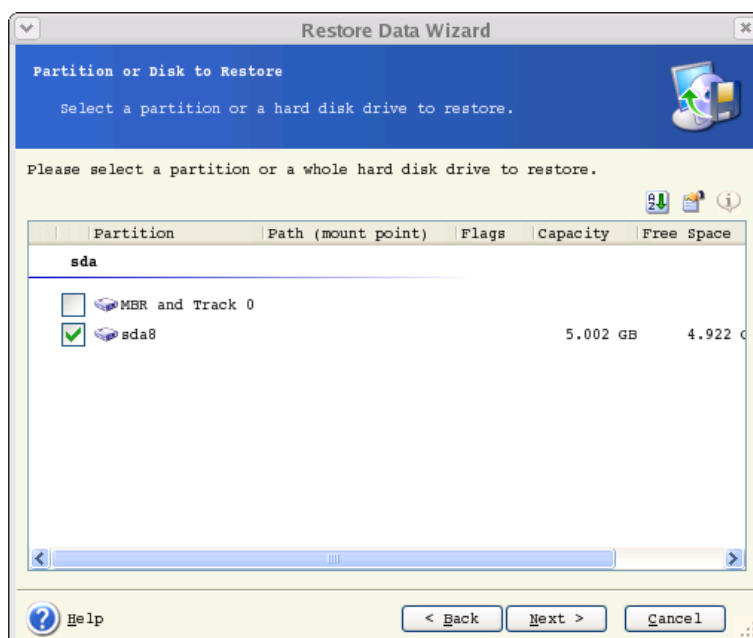 Restore Data Wizard
Partition or Disk to Restore
Select a partition or a hard disk drive to restore.
Please select a partition or a whole hard disk drive to restore.
Partition Path (mount point) Flags Capacity Free Space
sda
MBR and Track 0
sda8 5.002 GB 4.922
Help < Back Next > Cancel